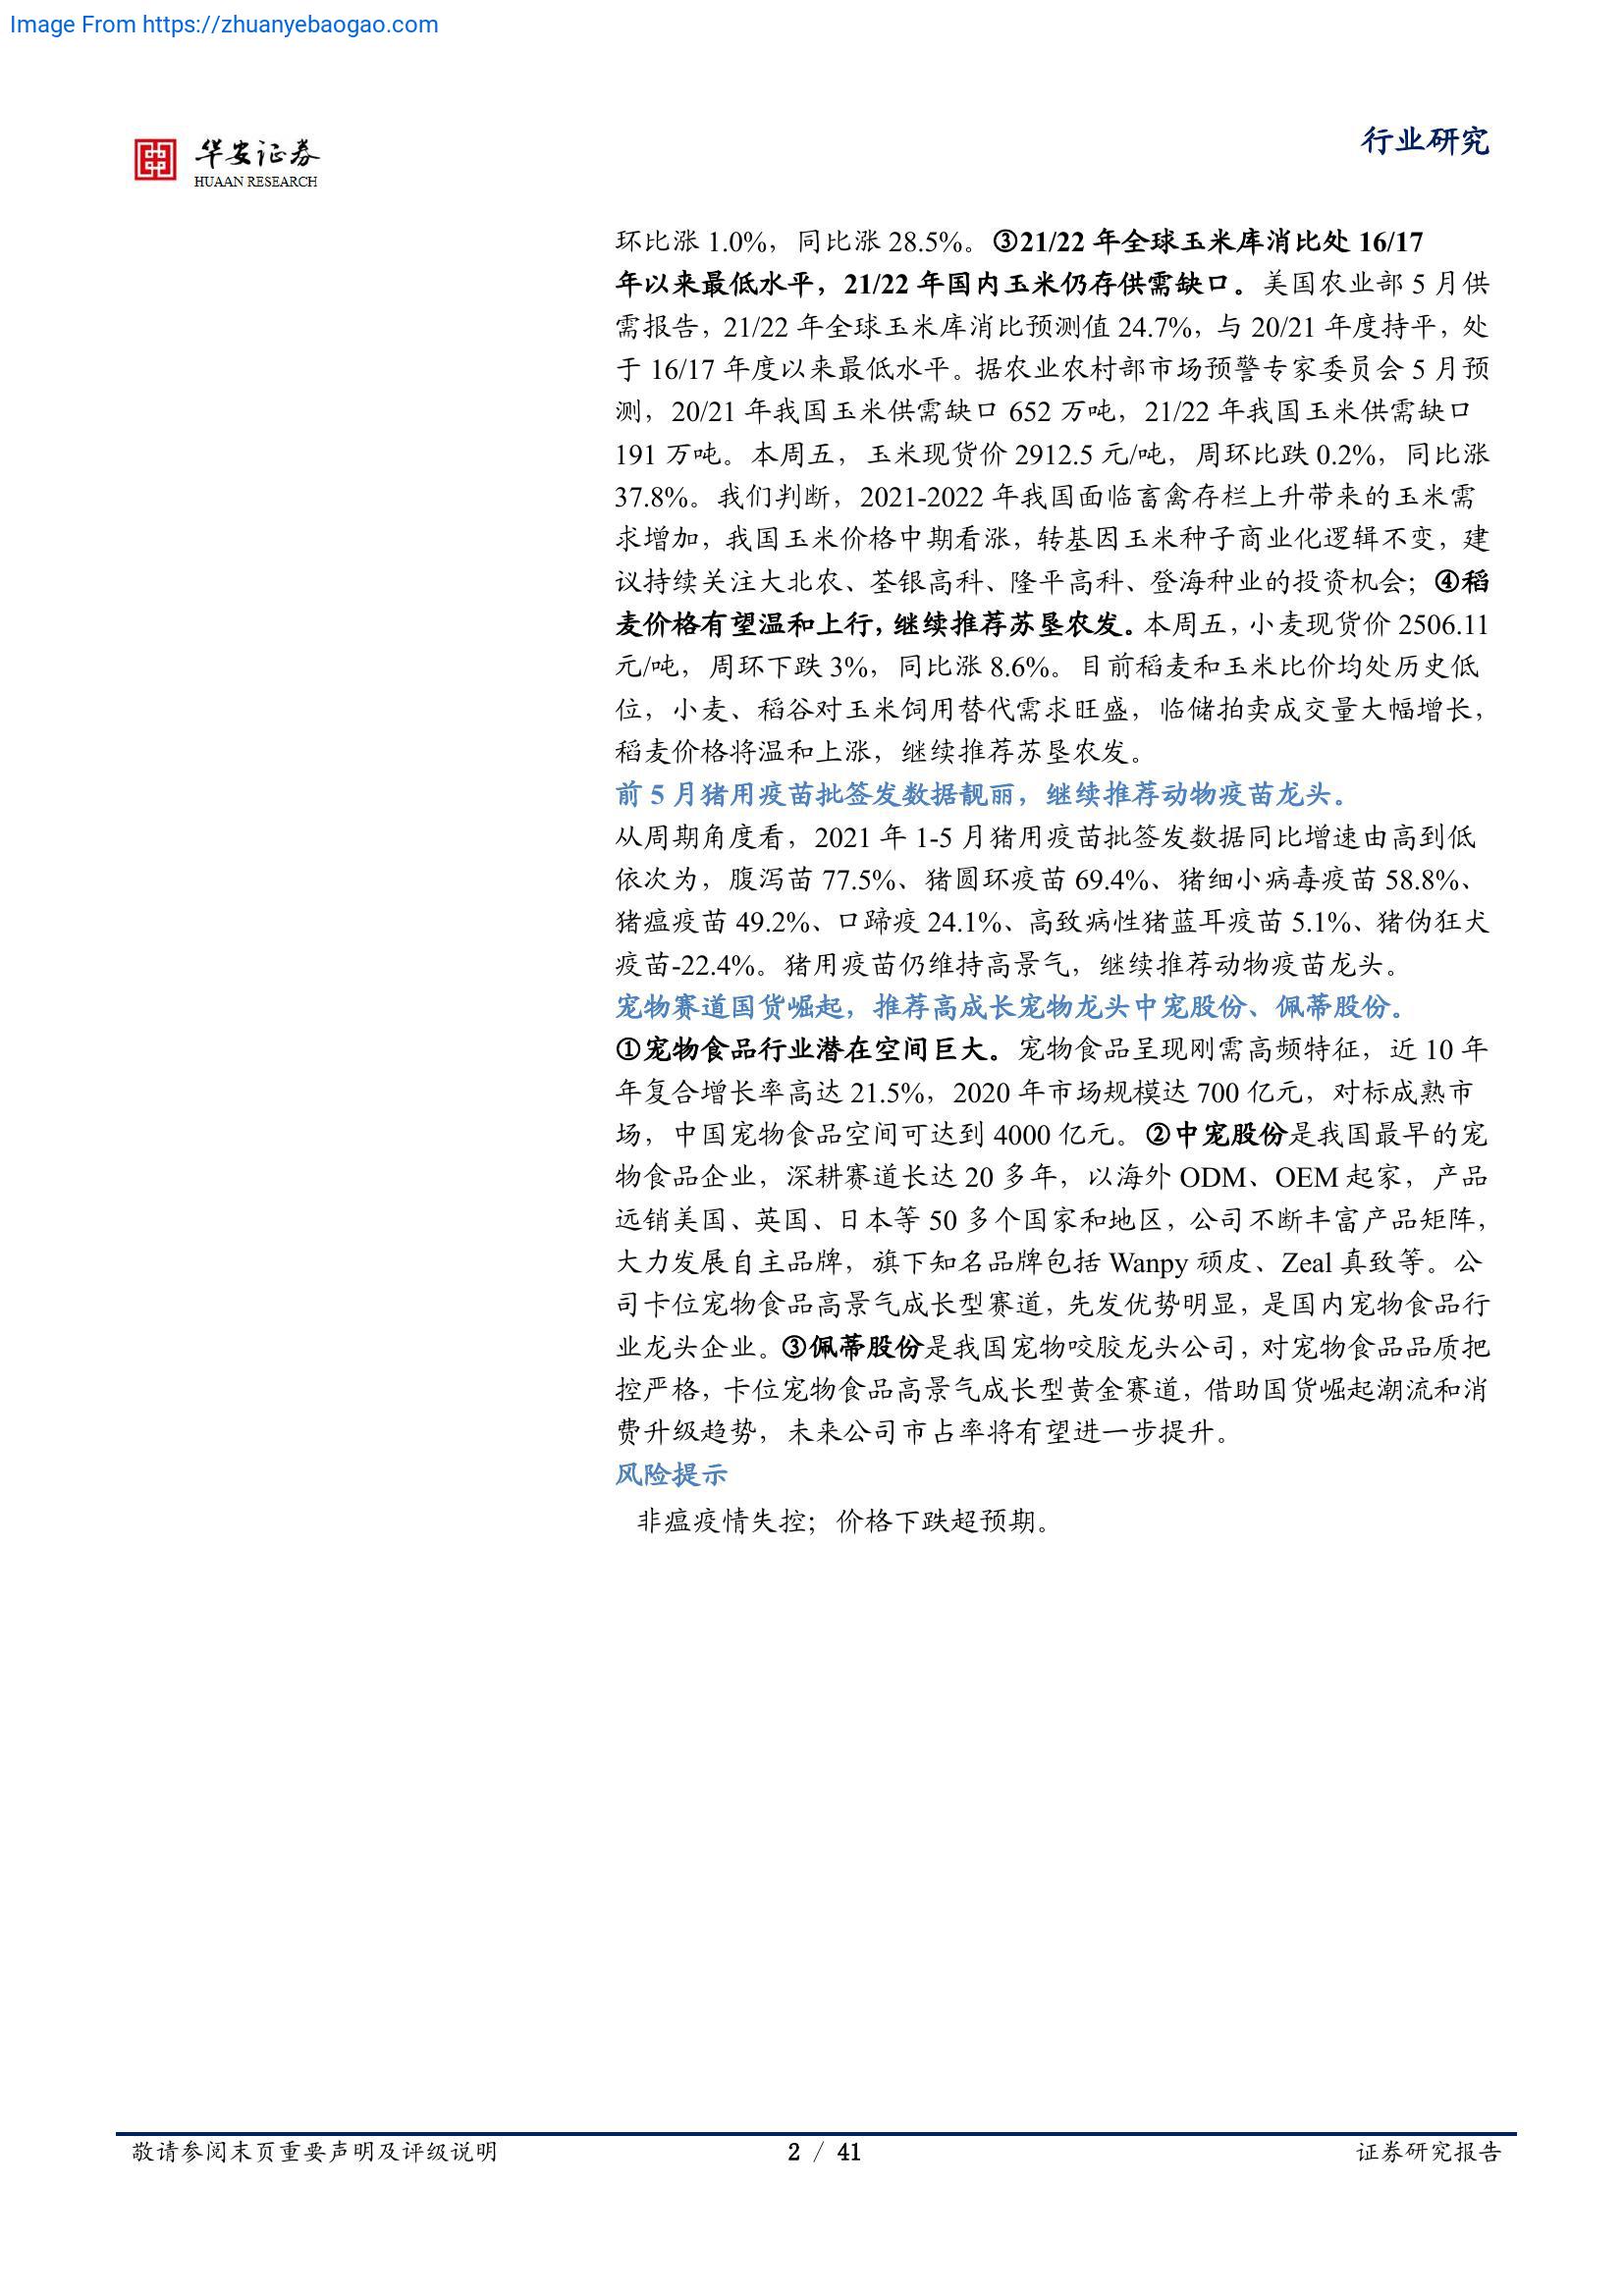 Image From https://zhuanyebaogao.com
华安证券
HUAAN RESEARCH
行业研究
环比涨 1.0%，同比涨 28.5%。③21/22 年全球玉米库消比处 16/17
年以来最低水平，21/22 年国内玉米仍存供需缺口。美国农业部 5 月供
需报告，21/22 年全球玉米库消比预测值 24.7%，与 20/21 年度持平，处
于 16/17 年度以来最低水平。据农业农村部市场预警专家委员会 5 月预
测，20/21 年我国玉米供需缺口 652 万吨，21/22 年我国玉米供需缺口
191 万吨。本周五，玉米现货价 2912.5 元/吨，周环比跌 0.2%，同比涨
37.8%。我们判断，2021-2022 年我国面临畜禽存栏上升带来的玉米需
求增加，我国玉米价格中期看涨，转基因玉米种子商业化逻辑不变，建
议持续关注大北农、荃银高科、隆平高科、登海种业的投资机会；④稻
麦价格有望温和上行，继续推荐苏垦农发。本周五，小麦现货价 2506.11
元/吨，周环下跌 3%，同比涨 8.6%。目前稻麦和玉米比价均处历史低
位，小麦、稻谷对玉米饲用替代需求旺盛，临储拍卖成交量大幅增长，
稻麦价格将温和上涨，继续推荐苏垦农发。
前 5 月猪用疫苗批签发数据靓丽，继续推荐动物疫苗龙头。
从周期角度看，2021 年 1-5 月猪用疫苗批签发数据同比增速由高到低
依次为，腹泻苗 77.5%、猪圆环疫苗 69.4%、猪细小病毒疫苗 58.8%、
猪瘟疫苗 49.2%、口蹄疫 24.1%、高致病性猪蓝耳疫苗 5.1%、猪伪狂犬
疫苗-22.4%。猪用疫苗仍维持高景气，继续推荐动物疫苗龙头。
宠物赛道国货崛起，推荐高成长宠物龙头中宠股份、佩蒂股份。
①宠物食品行业潜在空间巨大。宠物食品呈现刚需高频特征，近 10 年
年复合增长率高达 21.5%，2020 年市场规模达 700 亿元，对标成熟市
场，中国宠物食品空间可达到 4000 亿元。②中宠股份是我国最早的宠
物食品企业，深耕赛道长达 20 多年，以海外 ODM、OEM 起家，产品
远销美国、英国、日本等 50 多个国家和地区，公司不断丰富产品矩阵，
大力发展自主品牌，旗下知名品牌包括 Wanpy 顽皮、Zeal 真致等。公
司卡位宠物食品高景气成长型赛道，先发优势明显，是国内宠物食品行
业龙头企业。③佩蒂股份是我国宠物咬胶龙头公司，对宠物食品品质把
控严格，卡位宠物食品高景气成长型黄金赛道，借助国货崛起潮流和消
费升级趋势，未来公司市占率将有望进一步提升。
风险提示
非瘟疫情失控；价格下跌超预期。
敬请参阅末页重要声明及评级说明
2 / 41
证券研究报告